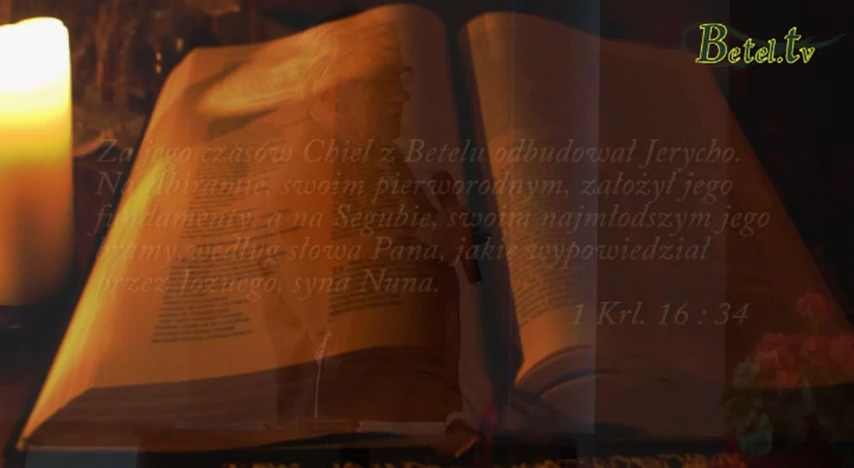 Betel.tv
Za jego czasów Chiel z Betelu odbudował Jerycho.
Na Abiramie, swoim pierworodnym, założył jego
fundamenty, a na Segubie, swoim najmłodszym jego
bramy, według słowa Pana, jakie wypowiedział
przez Jozuego, syna Nuna.
1 Krl. 16 : 34